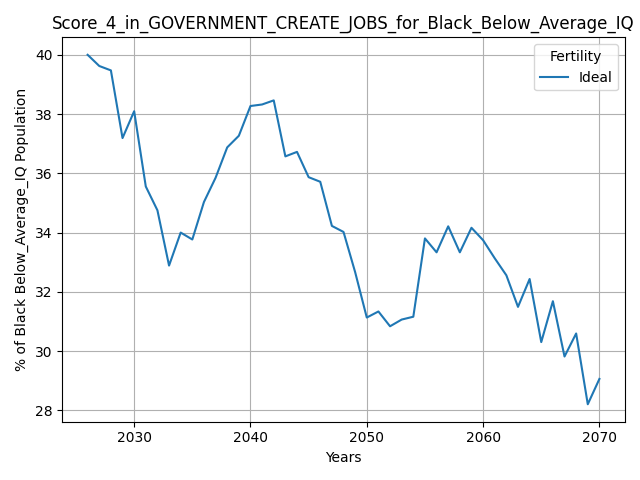 Score_4_in_GOVERNMENT_CREATE_JOBS_for_Black_Below_Average_IQ
Fertility
Ideal
% of Black Below_Average_IQ Population
40
38
36
34
32
30
28
2030 2040 2050 2060 2070
Years